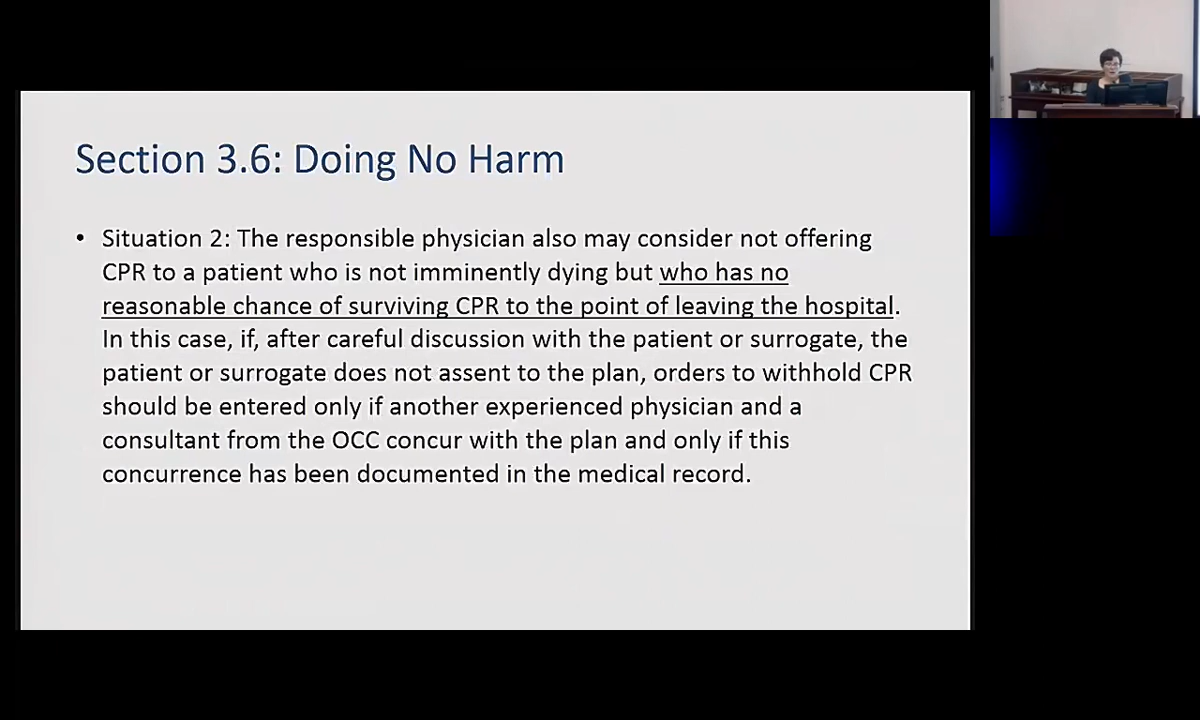 Section 3.6: Doing No Harm
• Situation 2: The responsible physician also may consider not offering
CPR to a patient who is not imminently dying but who has no
reasonable chance of surviving CPR to the point of leaving the hospital.
In this case, if, after careful discussion with the patient or surrogate, the
patient or surrogate does not assent to the plan, orders to withhold CPR
should be entered only if another experienced physician and a
consultant from the OCC concur with the plan and only if this
concurrence has been documented in the medical record.